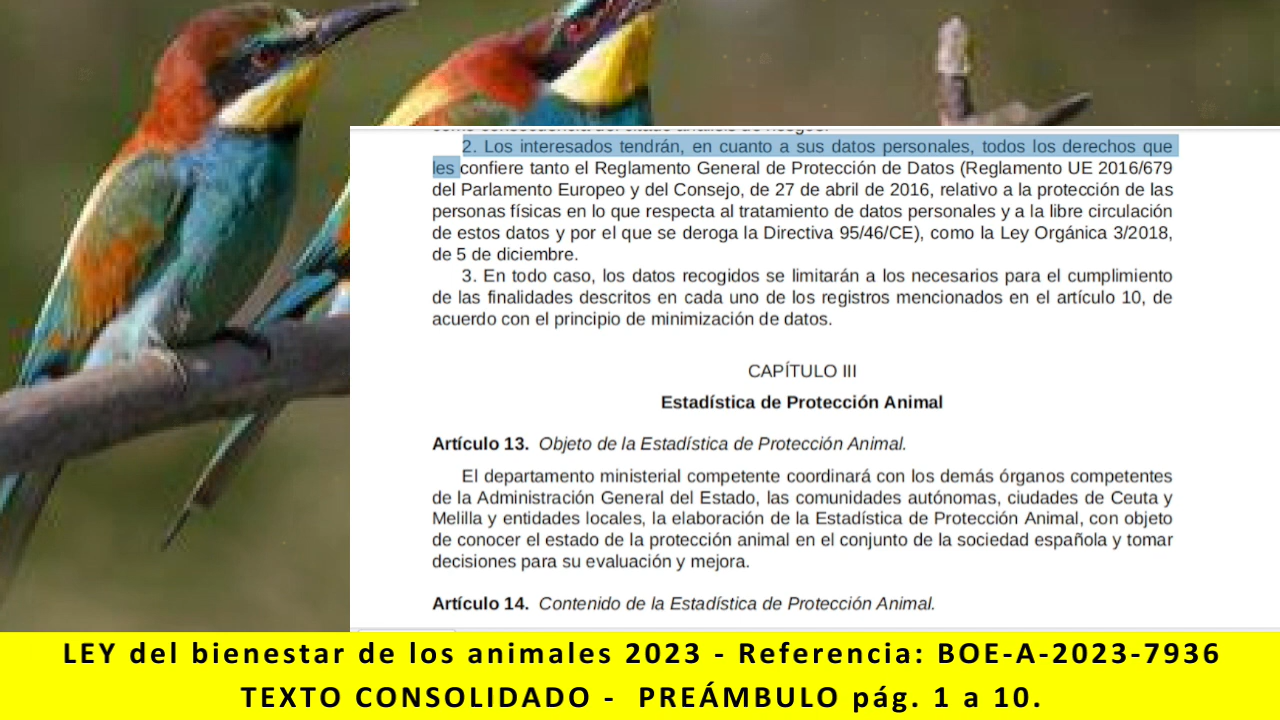 2. Los interesados tendrán, en cuanto a sus datos personales, todos los derechos que
les confiere tanto el Reglamento General de Protección de Datos (Reglamento UE 2016/679
del Parlamento Europeo y del Consejo, de 27 de abril de 2016, relativo a la protección de las
personas físicas en lo que respecta al tratamiento de datos personales y a la libre circulación
de estos datos y por el que se deroga la Directiva 95/46/CE), como la Ley Orgánica 3/2018,
de 5 de diciembre.
3. En todo caso, los datos recogidos se limitarán a los necesarios para el cumplimiento
de las finalidades descritos en cada uno de los registros mencionados en el artículo 10, de
acuerdo con el principio de minimización de datos.
CAPÍTULO III
Estadística de Protección Animal
Artículo 13. Objeto de la Estadística de Protección Animal.
El departamento ministerial competente coordinará con los demás órganos competentes
de la Administración General del Estado, las comunidades autónomas, ciudades de Ceuta y
Melilla y entidades locales, la elaboración de la Estadística de Protección Animal, con objeto
de conocer el estado de la protección animal en el conjunto de la sociedad española y tomar
decisiones para su evaluación y mejora.
Artículo 14. Contenido de la Estadística de Protección Animal.
LEY del bienestar de los animales 2023 - Referencia: BOE-A-2023-7936
TEXTO CONSOLIDADO - PREÁMBULO pág. 1 a 10.